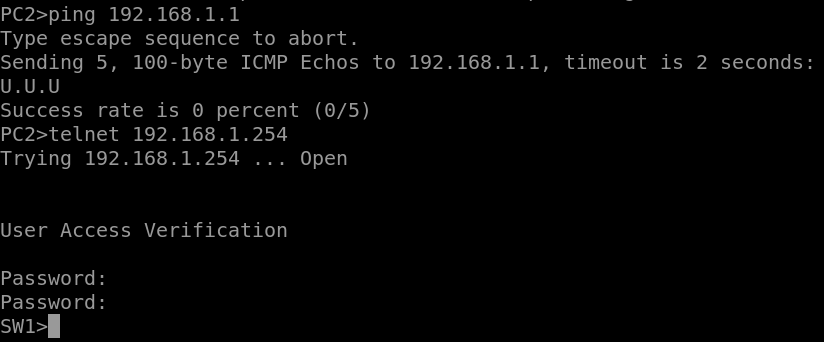 PC2>ping 192.168.1.1
Type escape sequence to abort.
Sending 5, 100-byte ICMP Echos to 192.168.1.1, timeout is 2 seconds:
U.U.U
Success rate is 0 percent (0/5)
PC2>telnet 192.168.1.254
Trying 192.168.1.254 ... Open
User Access Verification
Password:
Password:
SW1>